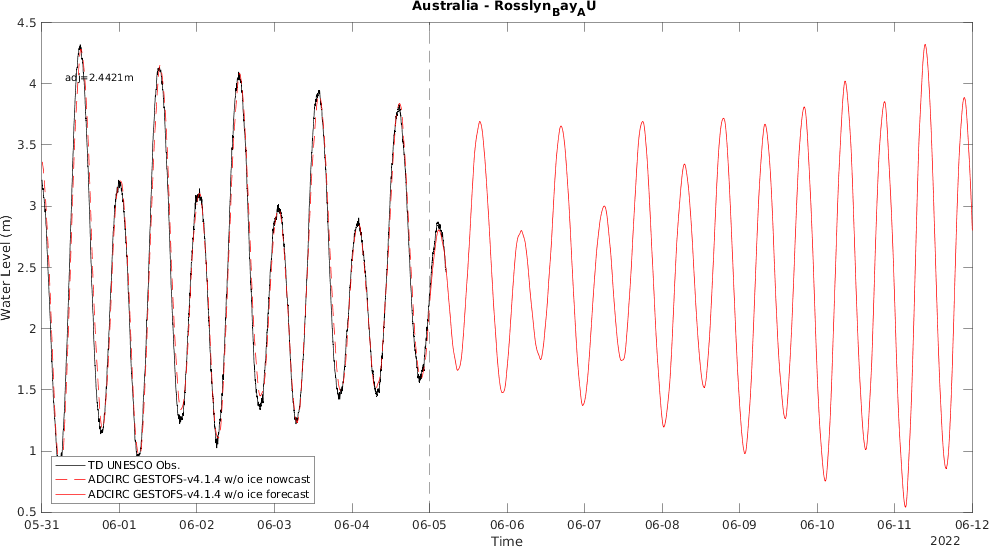 Australia - Rosslyn_Bay_AU
4.5
4
3.5
3
2.5
2
1.5
1
0.5
Water Level (m)
adj=2.4421m
TD UNESCO Obs.
ADCIRC GESTOFS-v4.1.4 w/o ice nowcast
ADCIRC GESTOFS-v4.1.4 w/o ice forecast
05-31 06-01 06-02 06-03 06-04 06-05 06-06 06-07 06-08 06-09 06-10 06-11 06-12
Time
2022